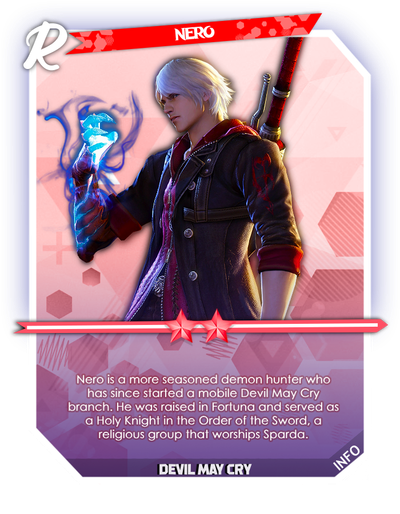 R
NERO
Nero is a more seasoned demon hunter who
has since started a mobile Devil May Cry
branch. He was raised in Fortuna and served as
a Holy Knight in the Order of the Sword, a
religious group that worships Sparda.
INFO
DEVIL MAY CRY